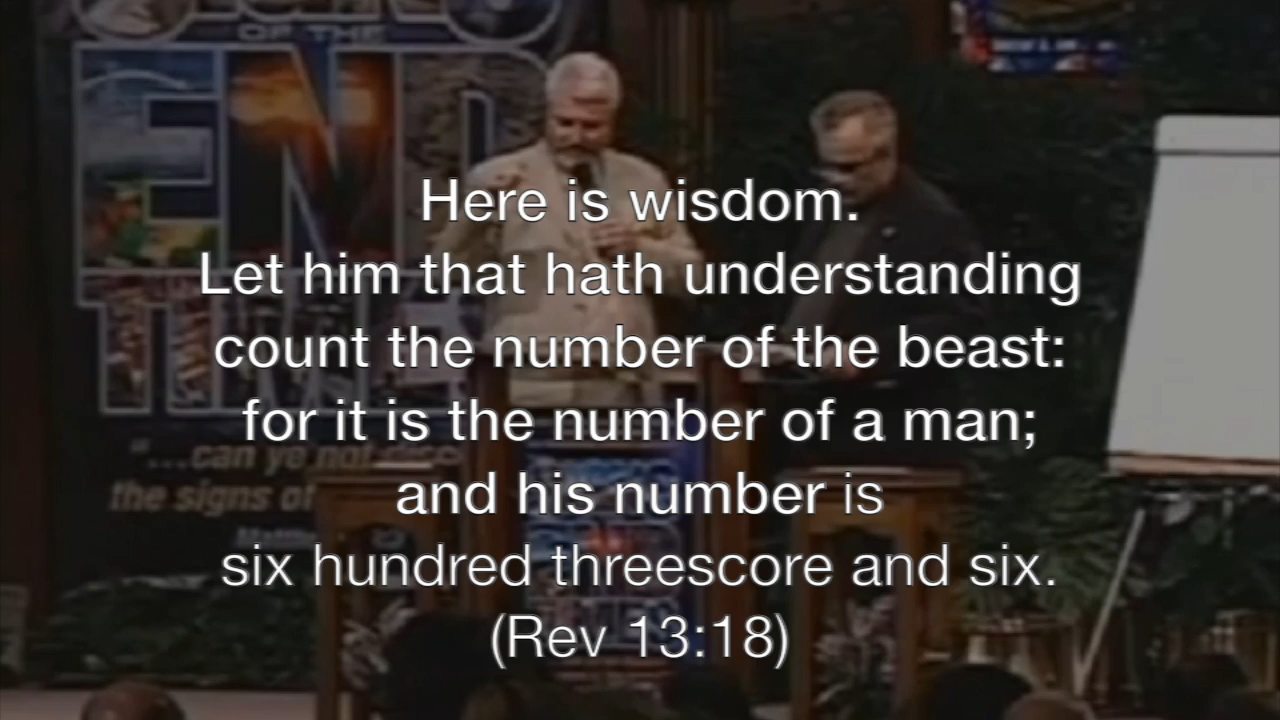 OF THE
END
TIME
Here is wisdom.
Let him that hath understanding
count the number of the beast:
for it is the number of a man;
and his number is
six hundred threescore and six.
(Rev 13:18)
"...can ye not
the signs of